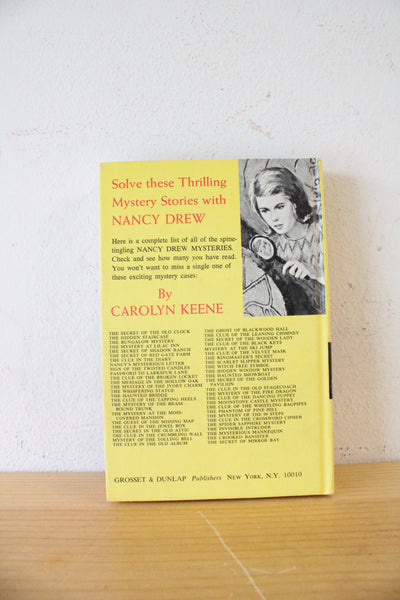 Solve these Thrilling
Mystery Stories with
NANCY DREW
Here is a complete list of all of the spine-
tingling NANCY DREW MYSTERIES.
Check and see how many you have read.
You won't want to miss a single one of
these exciting mystery cases:
By
CAROLYN KEENE
THE SECRET OF THE OLD CLOCK
THE HIDDEN STAIRCASE
THE BUNGALOW MYSTERY
THE MYSTERY AT LILAC INN
THE SECRET OF SHADOW RANCH
THE SECRET OF RED GATE FARM
THE CLUE IN THE DIARY
NANCY'S MYSTERIOUS LETTER
SIGN OF THE TWISTED CANDLES
PASSWORD TO LARKSPUR LANE
THE CLUE OF THE BROKEN LOCKET
THE MESSAGE IN THE HOLLOW OAK
THE MYSTERY OF THE IVORY CHARM
THE WHISPERING STATUE
THE HAUNTED BRIDGE
THE CLUE OF THE TAPPING HEELS
THE MYSTERY OF THE BRASS
BOUND TRUNK
THE MYSTERY AT THE MOSS-
COVERED MANSION
THE QUEST OF THE MISSING MAP
THE CLUE IN THE JEWEL BOX
THE SECRET IN THE OLD ATTIC
THE CLUE IN THE CRUMBLING WALL
MYSTERY OF THE TOLLING BELL
THE CLUE IN THE OLD ALBUM
THE GHOST OF BLACKWOOD HALL
THE CLUE OF THE LEANING CHIMNEY
THE SECRET OF THE WOODEN LADY
THE CLUE OF THE BLACK KEYS
MYSTERY AT THE SKI JUMP
THE CLUE OF THE VELVET MASK
THE RINGMASTER'S SECRET
THE SCARLET SLIPPER MYSTERY
THE WITCH TREE SYMBOL
THE HIDDEN WINDOW MYSTERY
THE HAUNTED SHOWBOAT
THE SECRET OF THE GOLDEN
PAVILION
THE CLUE IN THE OLD STAGECOACH
THE MYSTERY OF THE FIRE DRAGON
THE CLUE OF THE DANCING PUPPET
THE MOONSTONE CASTLE MYSTERY
THE CLUE OF THE WHISTLING BAGPIPES
THE PHANTOM OF PINE HILL
THE MYSTERY OF THE 99 STEPS
THE CLUE IN THE CROSSWORD CIPHER
THE SPIDER SAPPHIRE MYSTERY
THE INVISIBLE INTRUDER
THE MYSTERIOUS MANNEQUIN
THE CROOKED BANISTER
THE SECRET OF MIRROR BAY
GROSSET & DUNLAP Publishers NEW YORK, N.Y. 10010